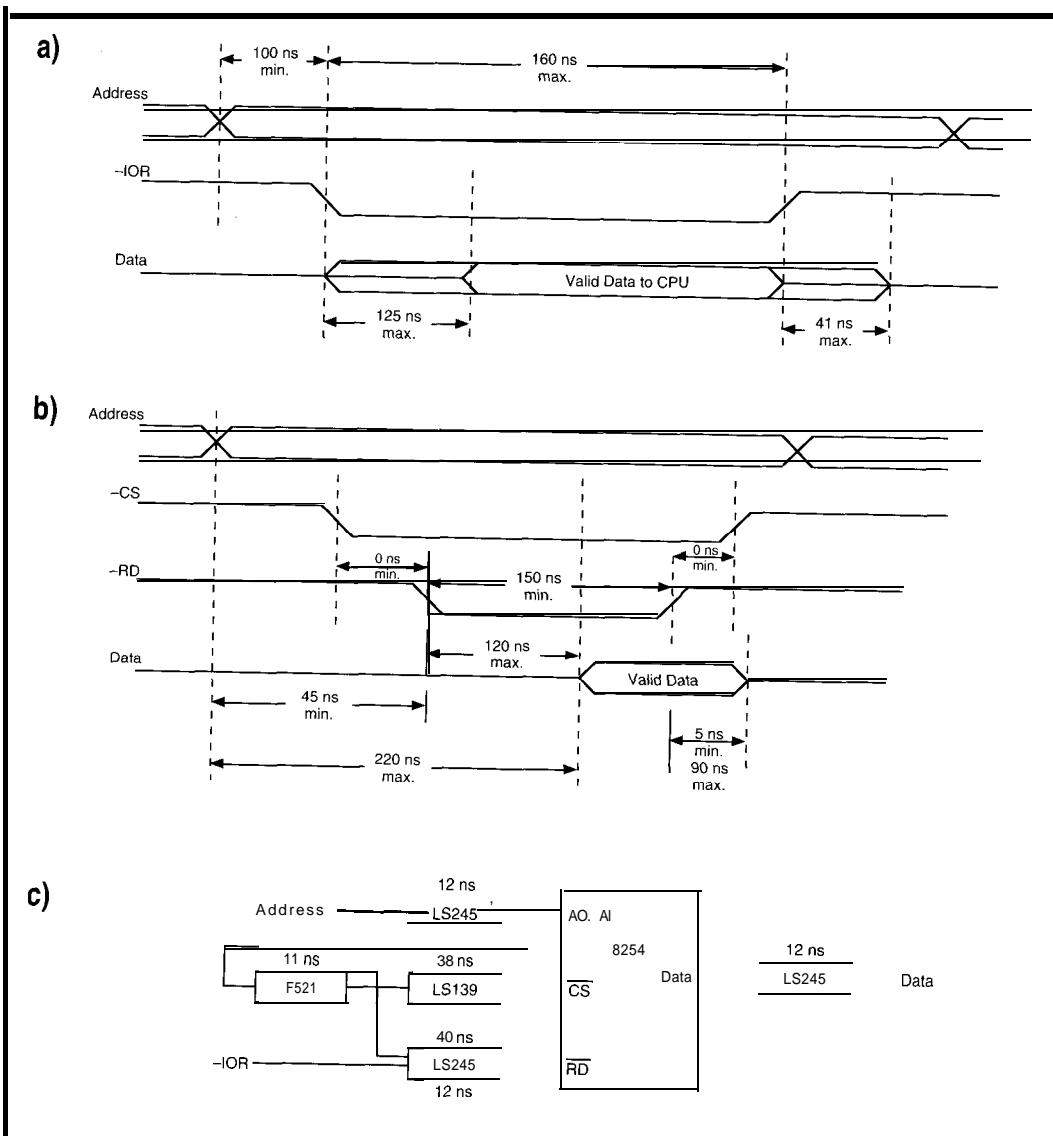 a)
100 ns
min.
160 ns
max.
Address
–IOR
Data
Valid Data to CPU
125 ns
max.
41 ns
max.
b)
Address
–CS
0 ns
min.
0 ns
min.
–RD
150 ns
min.
120 ns
max.
Data
Valid Data
45 ns
min.
5 ns
min.
90 ns
max.
220 ns
max.
c)
12 ns
Address
LS245
AO. AI
8254
11 ns
38 ns
12 ns
F521
LS139
CS
Data
LS245
Data
40 ns
–IOR
LS245
RD
12 ns